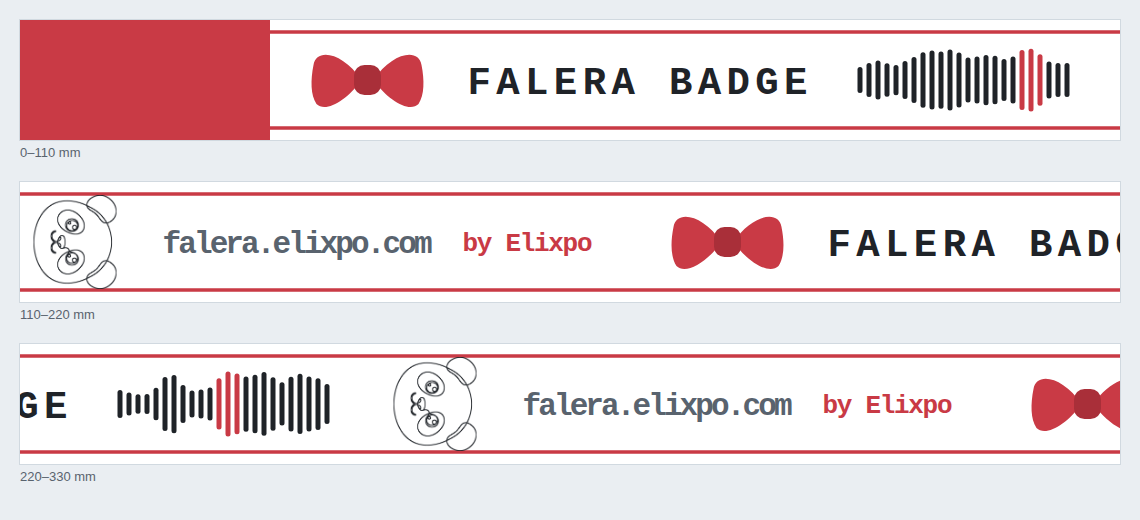 FALERA BADGE
0–110 mm
falera.elixpo.com by Elixpo FALERA BADG
110–220 mm
GE falera.elixpo.com by Elixpo
220–330 mm